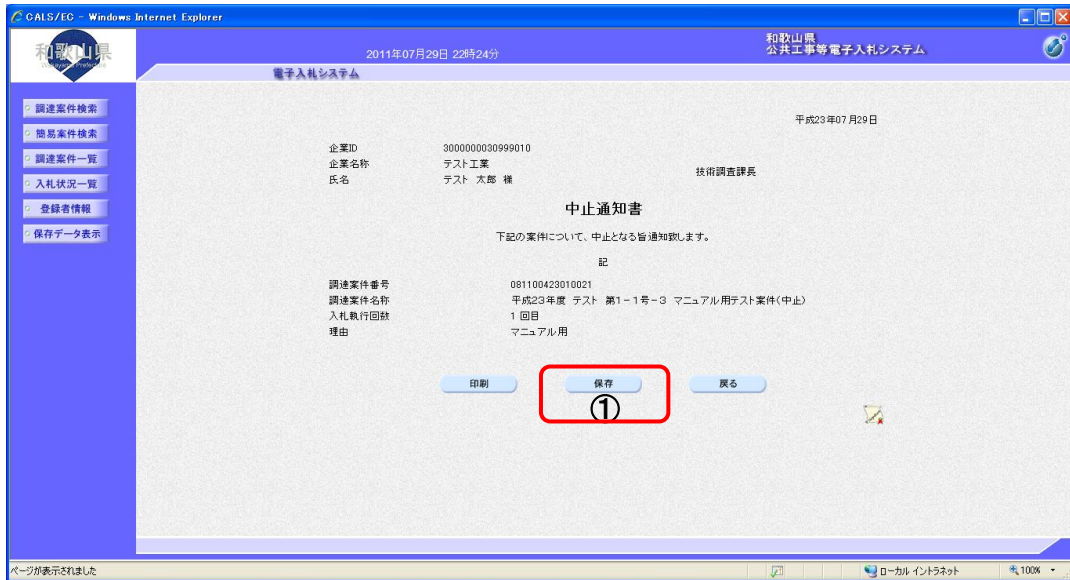 CALS/EC - Windows Internet Explorer
和歌山県
Wakayama Prefecture
2011年07月29日 22時24分
和歌山県
公共工事等電子入札システム
電子入札システム
調達案件検索
簡易案件検索
調達案件一覧
入札状況一覧
登録者情報
保存データ表示
平成23年07月29日
企業ID 3000000030999010
企業名称 テスト工業
氏名 テスト 太郎 様
技術調査課長
中止通知書
下記の案件について、中止となる旨通知致します。
記
調達案件番号 081100423010021
調達案件名称 平成23年度 テスト 第1-1号-3 マニュアル用テスト案件(中止)
入札執行回数 1 回目
理由 マニュアル用
印刷 保存 戻る
①
ページが表示されました ローカル イントラネット 100%